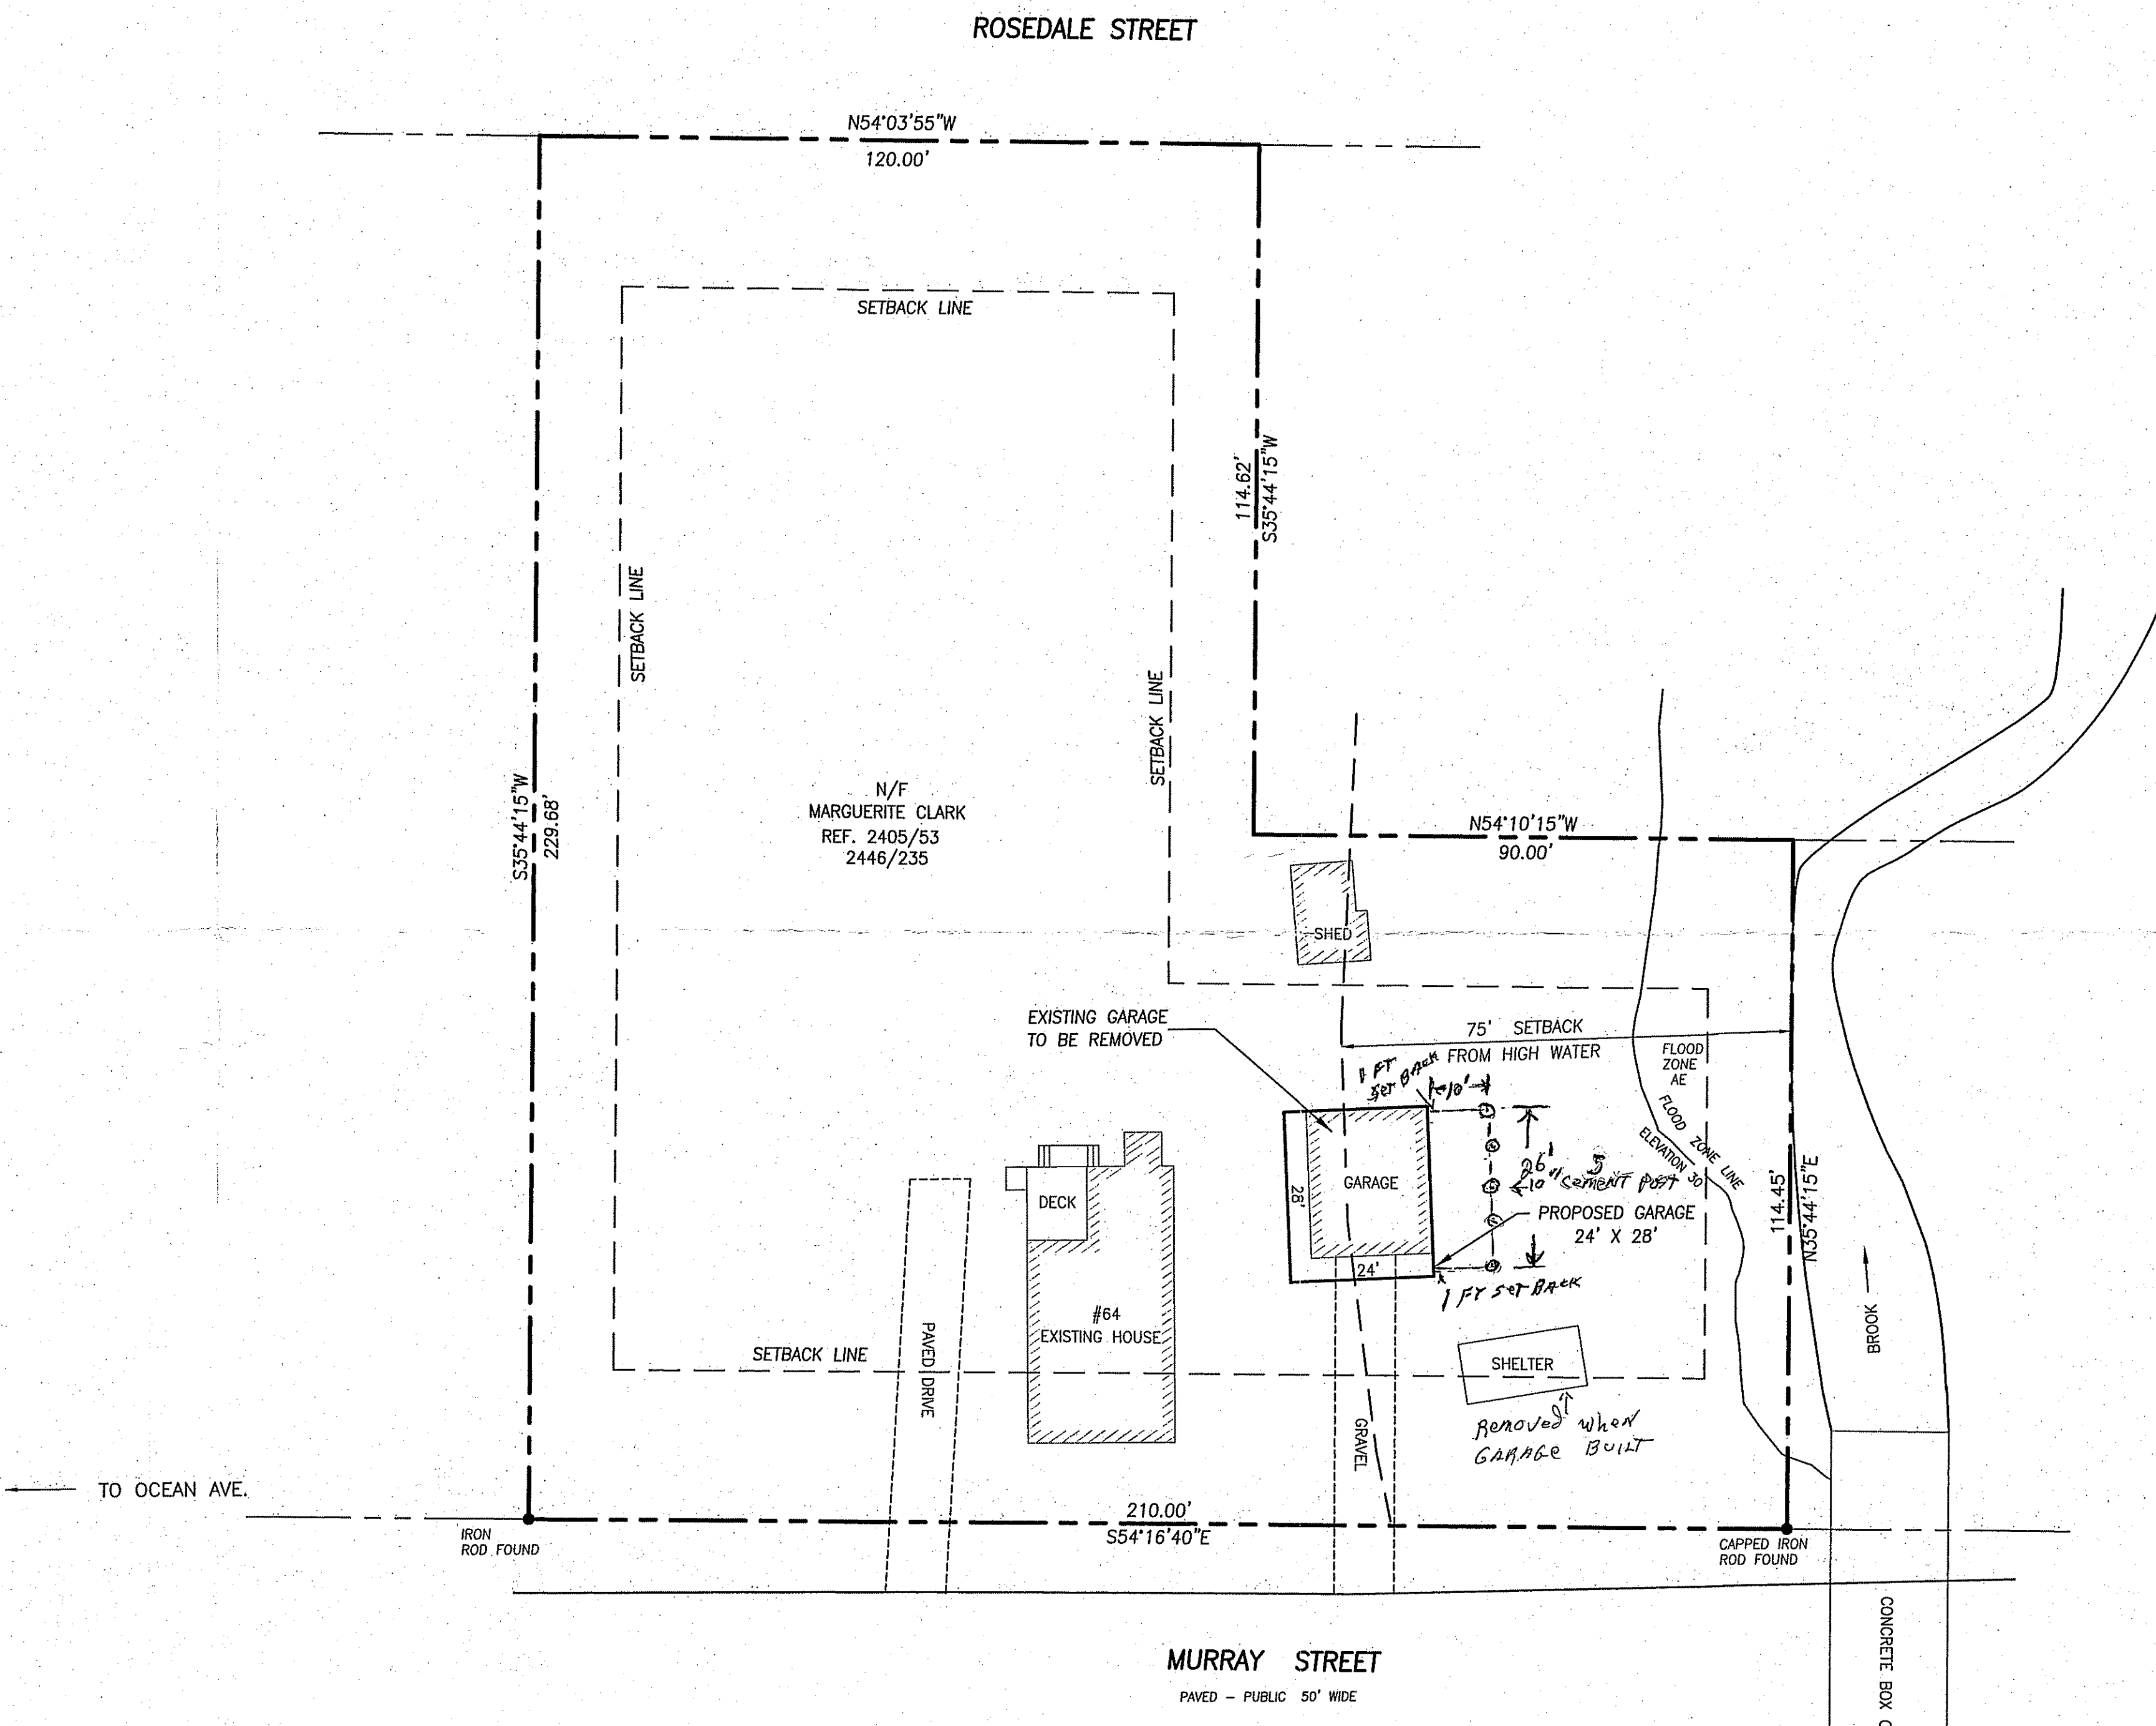 ROSEDALE STREET
N54°03'55"W
120.00'
SETBACK LINE
114.62'
S35°44'15"W
SETBACK LINE
SETBACK LINE
S35°44'15"W
229.68'
N/F
MARGUERITE CLARK
REF. 2405/53
2446/235
N54°10'15"W
90.00'
SHED
EXISTING GARAGE
TO BE REMOVED
75' SETBACK
FROM HIGH WATER
FLOOD
ZONE
AE
1 FT
Set BAck
10'
FLOOD ZONE LINE
ELEVATION 30
26'
5
10" cement post
GARAGE
28'
24'
PROPOSED GARAGE
24' X 28'
1 FT set BAck
114.45'
N35°44'15"E
DECK
#64
EXISTING HOUSE
PAVED DRIVE
SETBACK LINE
SHELTER
Removed when
GARAGe BUILT
GRAVEL
BROOK
TO OCEAN AVE.
IRON
ROD FOUND
210.00'
S54°16'40"E
CAPPED IRON
ROD FOUND
CONCRETE BOX C
MURRAY STREET
PAVED – PUBLIC 50' WIDE